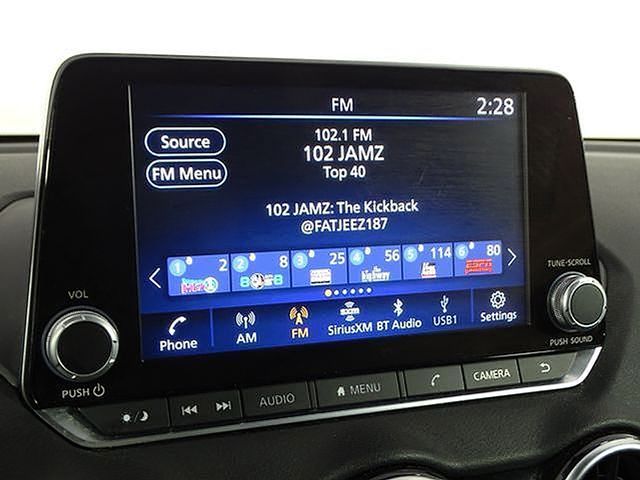 FM
2:28
Source
FM Menu
102.1 FM
102 JAMZ
Top 40
102 JAMZ: The Kickback
@FATJEEZ187
1 2
2 8
3 25
4 56
5 114
6 80
ESPN
Phone
AM
FM
SiriusXM
BT Audio
USB1
Settings
VOL
PUSH
TUNE·SCROLL
PUSH SOUND
AUDIO
MENU
CAMERA